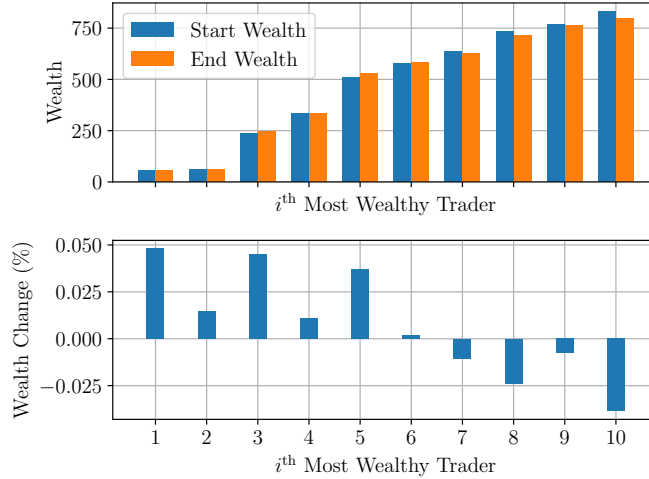 750
500
250
0
Wealth
Start Wealth
End Wealth
iᵗʰ Most Wealthy Trader
0.050
0.025
0.000
−0.025
Wealth Change (%)
1 2 3 4 5 6 7 8 9 10
iᵗʰ Most Wealthy Trader